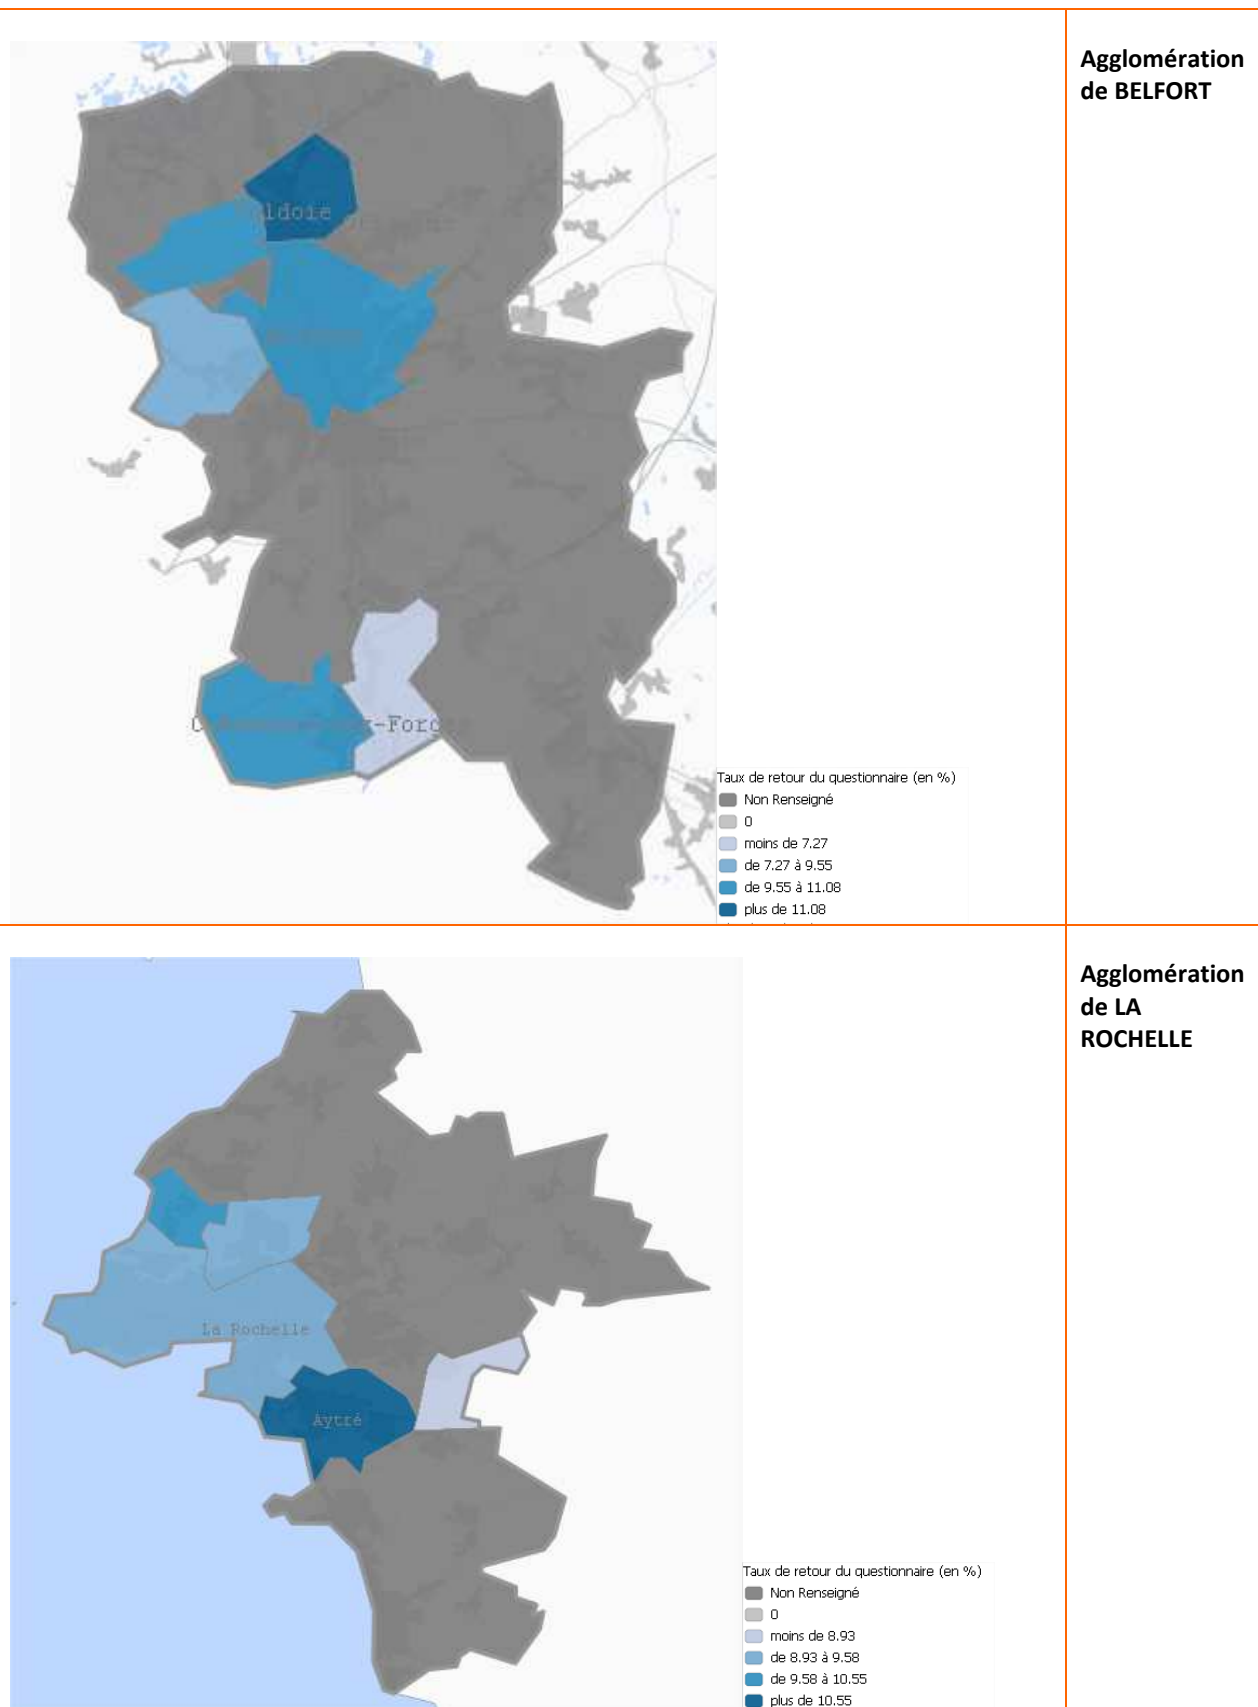 Agglomération
de BELFORT
ldoie
-Forg
Taux de retour du questionnaire (en %)
Non Renseigné
0
moins de 7.27
de 7.27 à 9.55
de 9.55 à 11.08
plus de 11.08
Agglomération
de LA
ROCHELLE
La Rochelle
Aytré
Taux de retour du questionnaire (en %)
Non Renseigné
0
moins de 8.93
de 8.93 à 9.58
de 9.58 à 10.55
plus de 10.55